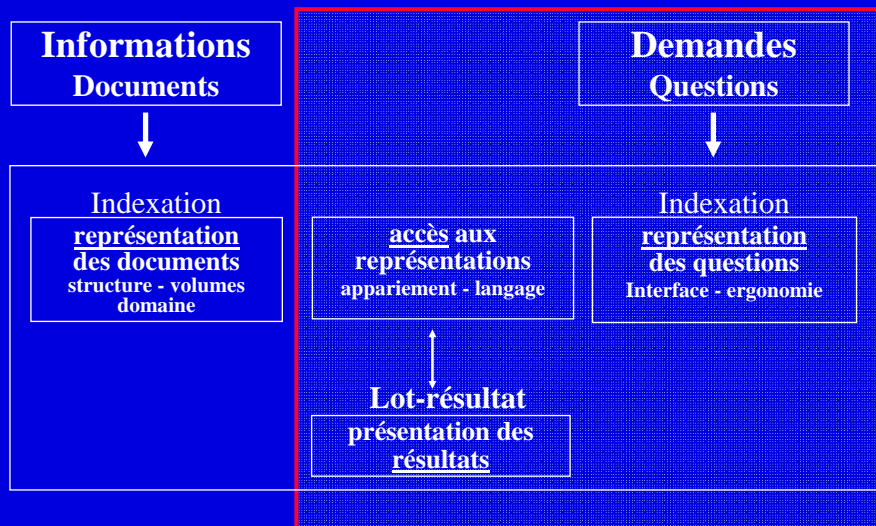 Informations
Documents
Demandes
Questions
Indexation
représentation
des documents
structure - volumes
domaine
accès aux
représentations
appariement - langage
Indexation
représentation
des questions
Interface - ergonomie
Lot-résultat
présentation des
résultats